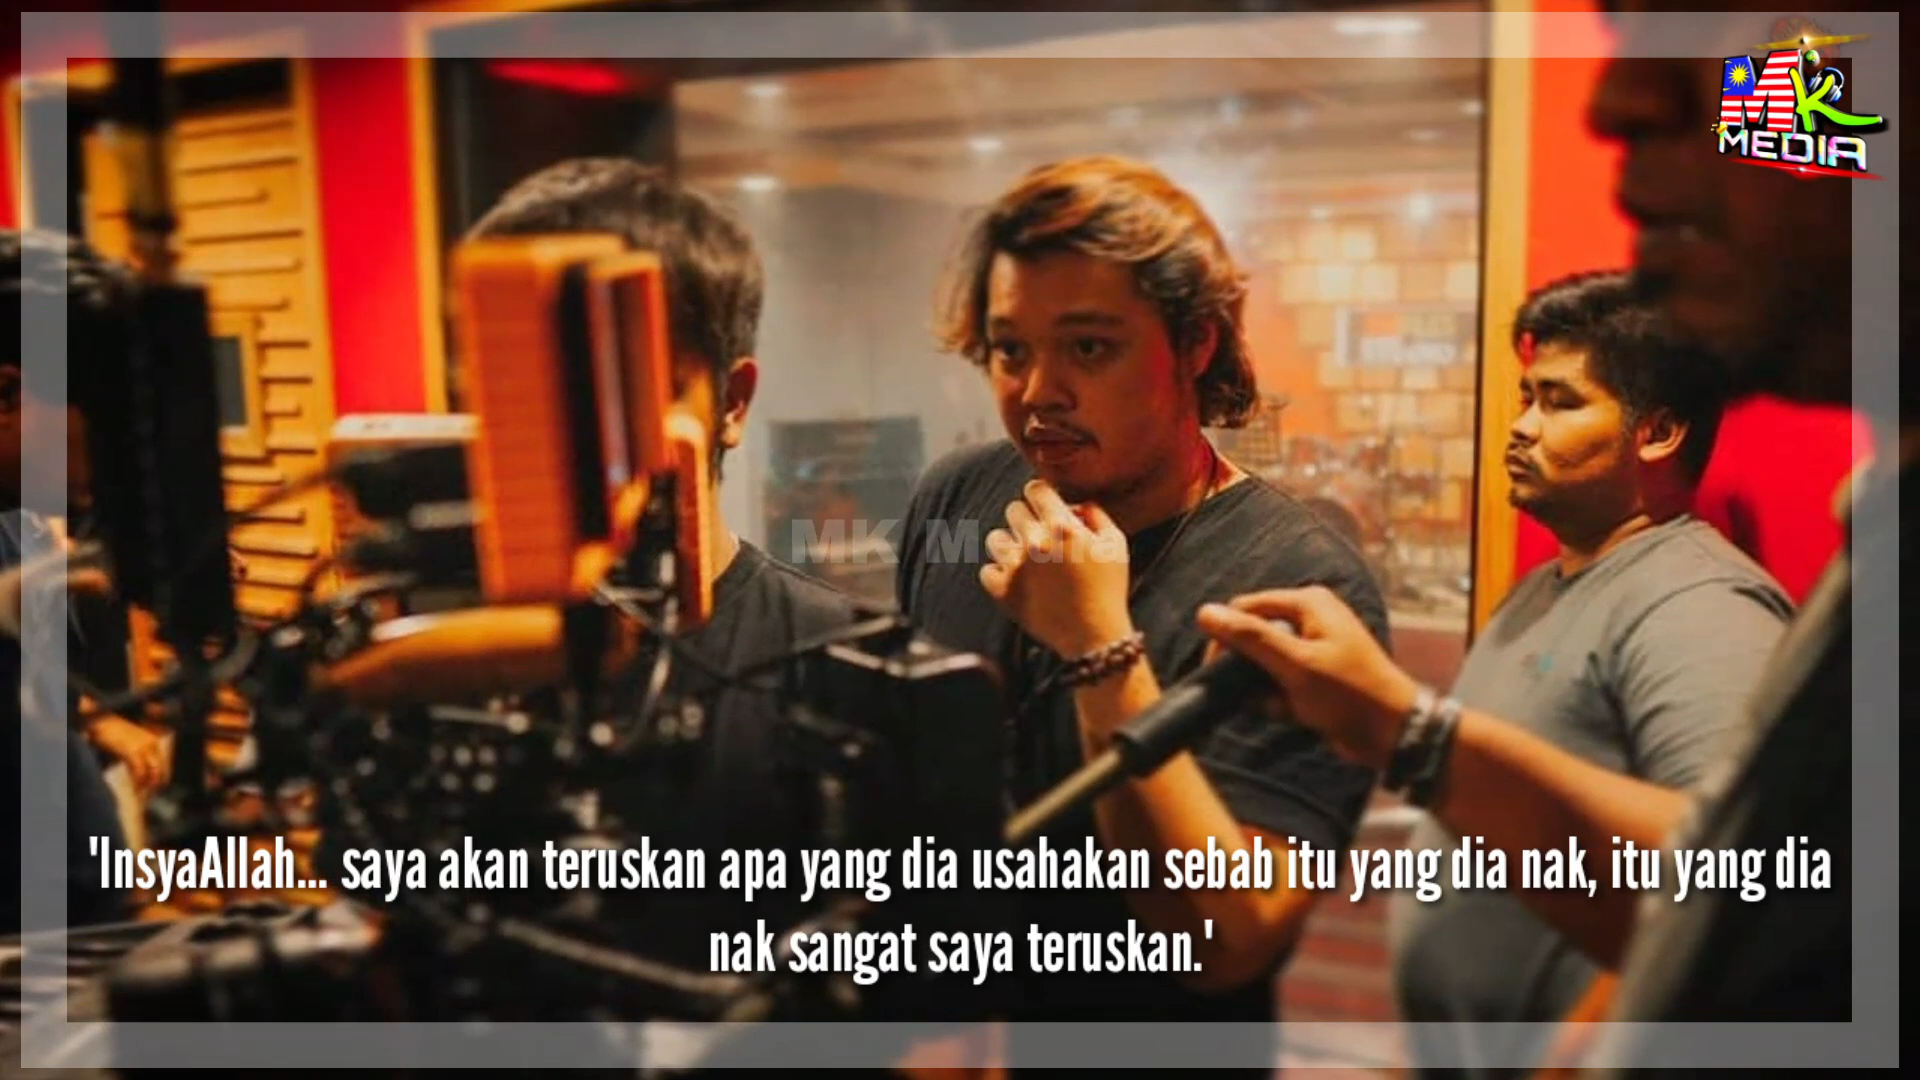 MK
MEDIA
MK Media
'InsyaAllah... saya akan teruskan apa yang dia usahakan sebab itu yang dia nak, itu yang dia
nak sangat saya teruskan.'